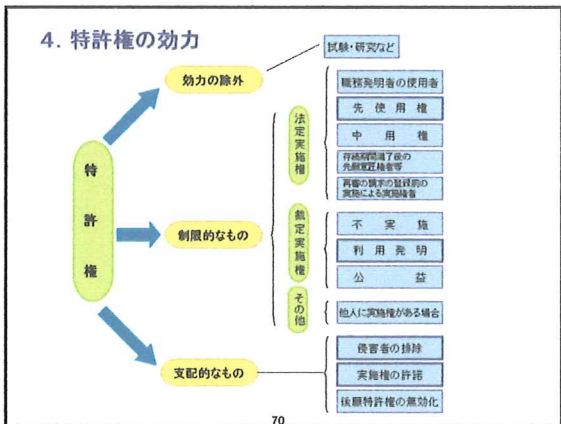 4. 特許権の効力
特許権
効力の除外
試験・研究など
制限的なもの
法定実施権
職務発明者の使用者
先使用権
中用権
存続期間満了後の
先願意匠権者等
再審の請求の登録前の
実施による実施権者
裁定実施権
不実施
利用発明
公益
その他
他人に実施権がある場合
支配的なもの
侵害者の排除
実施権の許諾
後願特許権の無効化
70